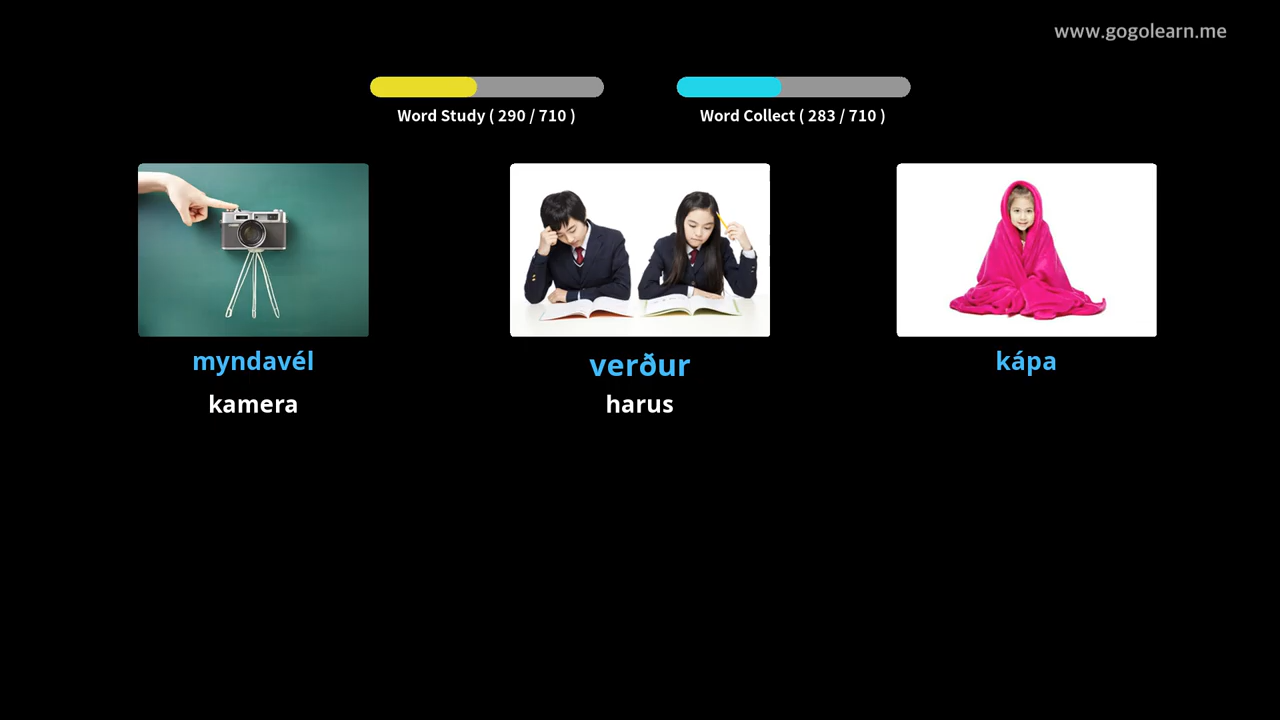 www.gogolearn.me
Word Study ( 290 / 710 )
Word Collect ( 283 / 710 )
myndavél
kamera
verður
harus
kápa